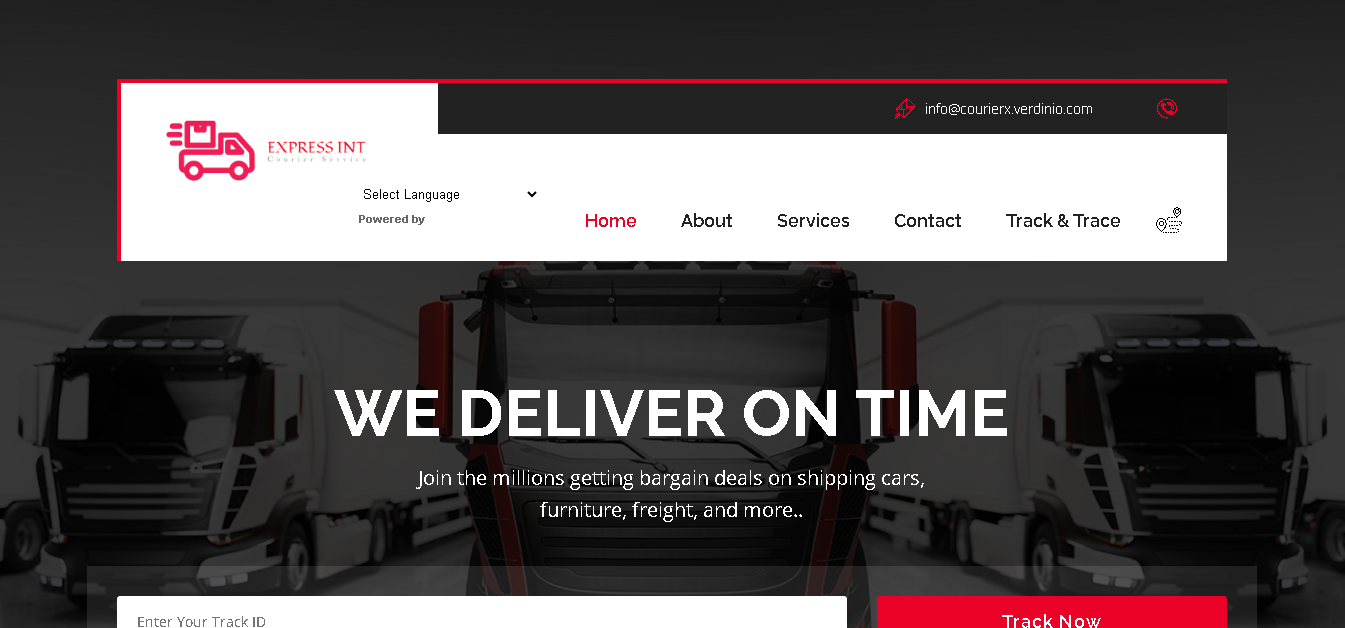 info@courierx.verdinio.com
EXPRESS INT
Courier Service
Select Language
Powered by
Home About Services Contact Track & Trace
WE DELIVER ON TIME
Join the millions getting bargain deals on shipping cars,
furniture, freight, and more..
Enter Your Track ID
Track Now